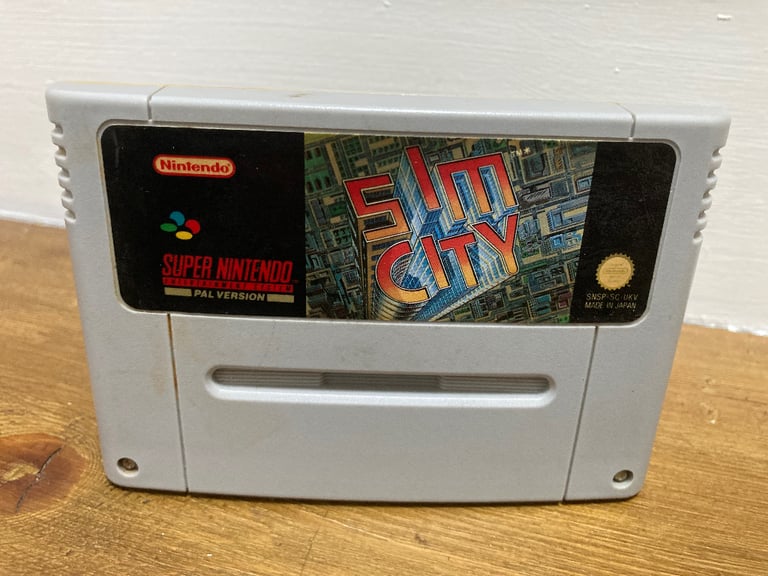 Nintendo
SUPER NINTENDO
ENTERTAINMENT SYSTEM
PAL VERSION
SIM
CITY
SNSP-SC-UKV
MADE IN JAPAN